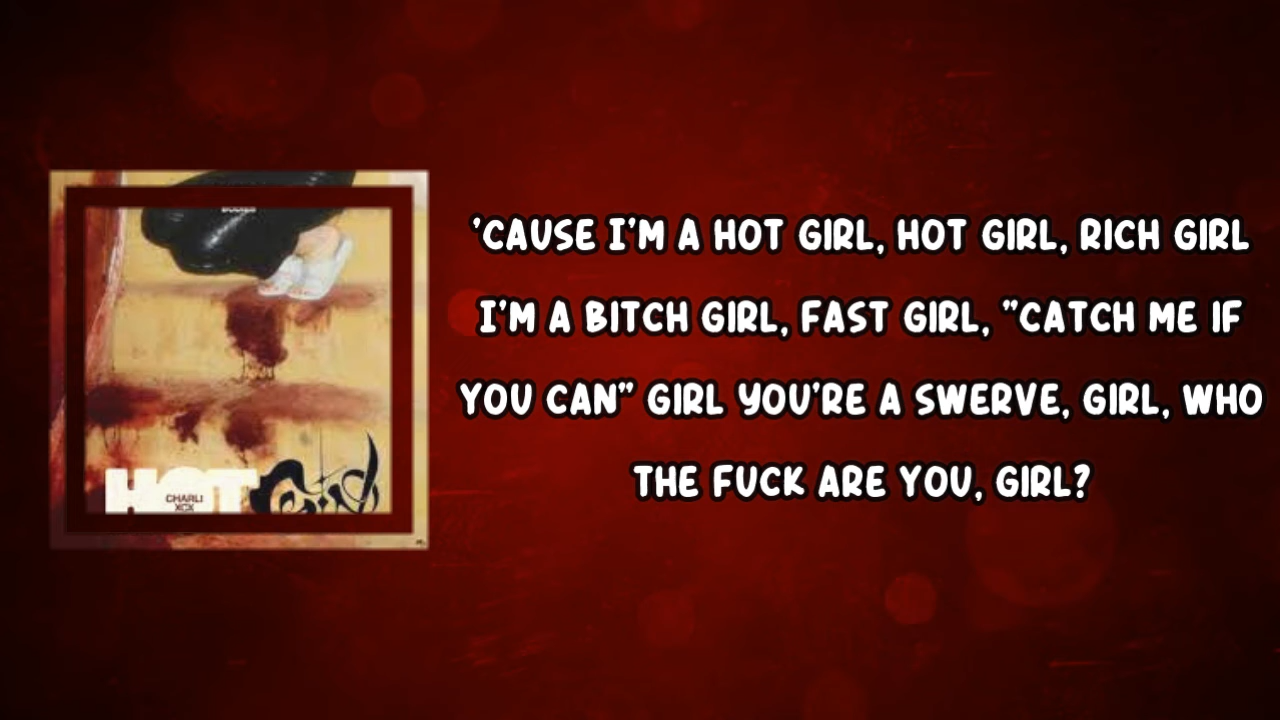 'CAUSE I'M A HOT GIRL, HOT GIRL, RICH GIRL
I'M A BITCH GIRL, FAST GIRL, "CATCH ME IF
YOU CAN" GIRL YOU'RE A SWERVE, GIRL, WHO
THE FUCK ARE YOU, GIRL?
HOT
CHARLI
XCX
Girl